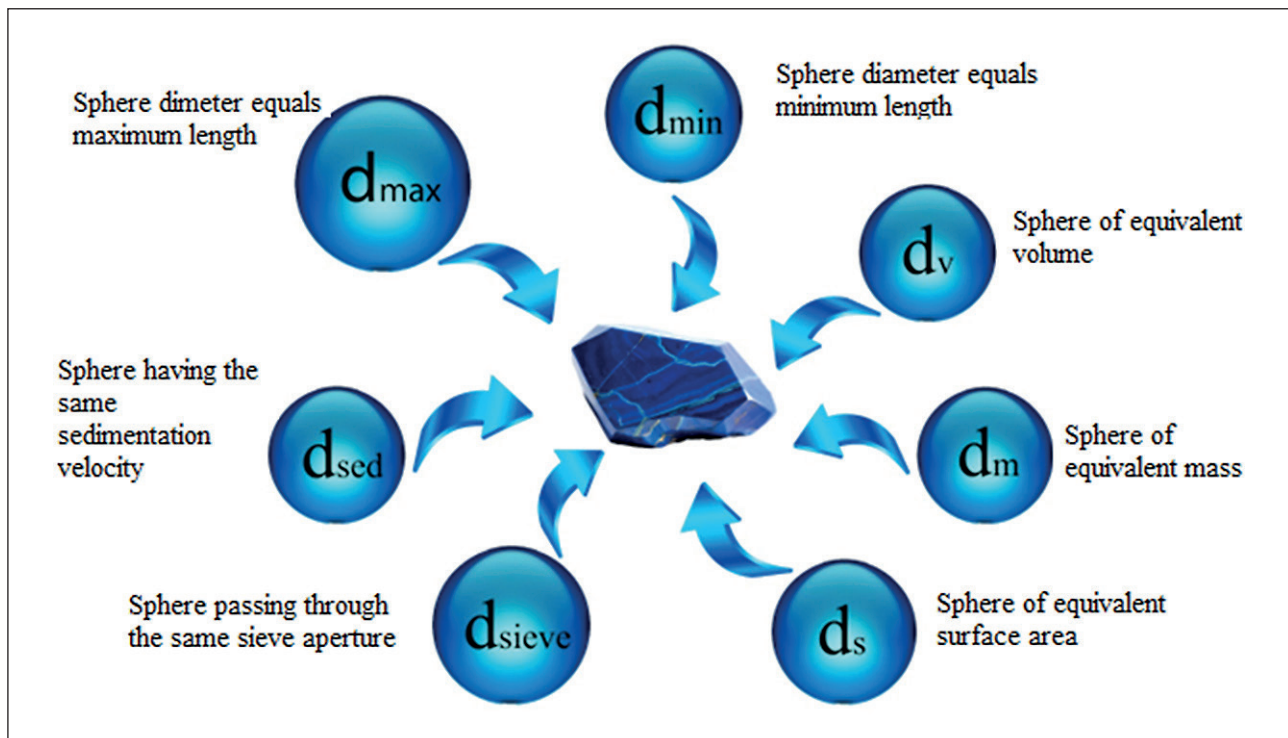 Sphere dimeter equals
maximum length
dmax
dmin
Sphere diameter equals
minimum length
dv
Sphere of equivalent
volume
Sphere having the
same
sedimentation
velocity
dsed
dm
Sphere of
equivalent mass
Sphere passing through
the same sieve aperture
dsieve
ds
Sphere of equivalent
surface area